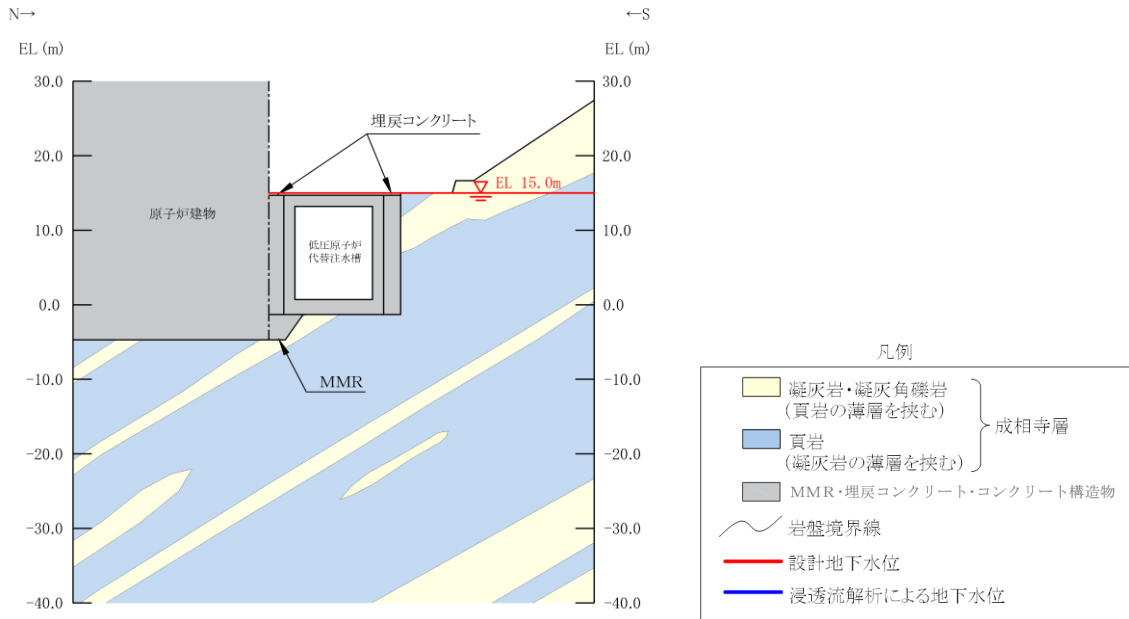 N→
←S
EL (m)
EL (m)
30.0
30.0
埋戻コンクリート
20.0
20.0
EL 15.0m
原子炉建物
10.0
10.0
低圧原子炉
代替注水槽
0.0
0.0
-10.0
-10.0
MMR
-20.0
-20.0
-30.0
-30.0
-40.0
-40.0
凡例
凝灰岩・凝灰角礫岩
(頁岩の薄層を挟む)
成相寺層
頁岩
(凝灰岩の薄層を挟む)
MMR・埋戻コンクリート・コンクリート構造物
岩盤境界線
設計地下水位
浸透流解析による地下水位